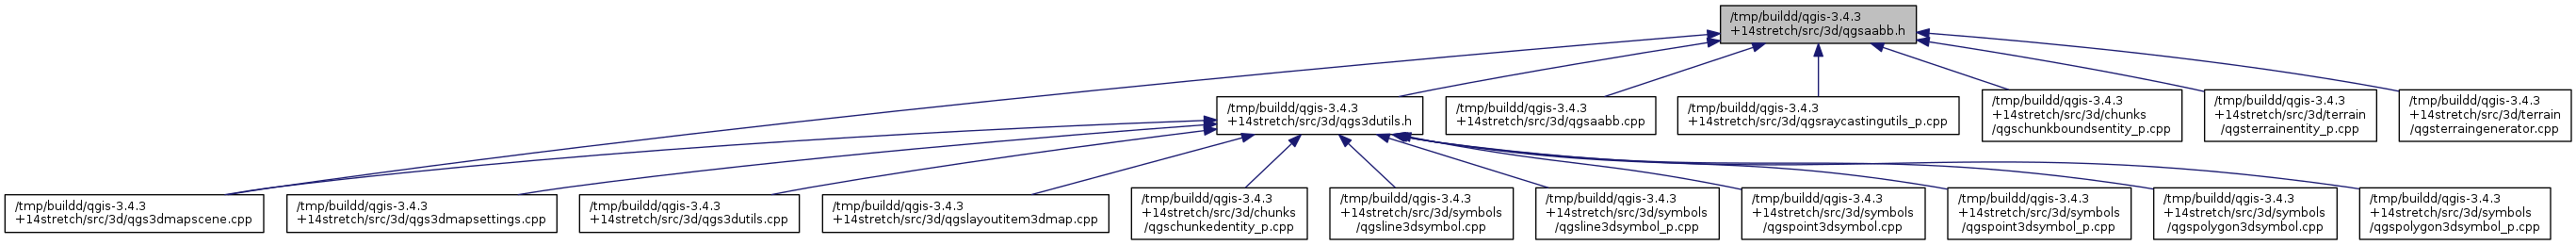 /tmp/buildd/qgis-3.4.3
+14stretch/src/3d/qgsaabb.h
/tmp/buildd/qgis-3.4.3
+14stretch/src/3d/qgs3dutils.h
/tmp/buildd/qgis-3.4.3
+14stretch/src/3d/qgsaabb.cpp
/tmp/buildd/qgis-3.4.3
+14stretch/src/3d/qgsraycastingutils_p.cpp
/tmp/buildd/qgis-3.4.3
+14stretch/src/3d/chunks
/qgschunkboundsentity_p.cpp
/tmp/buildd/qgis-3.4.3
+14stretch/src/3d/terrain
/qgsterrainentity_p.cpp
/tmp/buildd/qgis-3.4.3
+14stretch/src/3d/terrain
/qgsterraingenerator.cpp
/tmp/buildd/qgis-3.4.3
+14stretch/src/3d/qgs3dmapscene.cpp
/tmp/buildd/qgis-3.4.3
+14stretch/src/3d/qgs3dmapsettings.cpp
/tmp/buildd/qgis-3.4.3
+14stretch/src/3d/qgs3dutils.cpp
/tmp/buildd/qgis-3.4.3
+14stretch/src/3d/qgslayoutitem3dmap.cpp
/tmp/buildd/qgis-3.4.3
+14stretch/src/3d/chunks
/qgschunkedentity_p.cpp
/tmp/buildd/qgis-3.4.3
+14stretch/src/3d/symbols
/qgsline3dsymbol.cpp
/tmp/buildd/qgis-3.4.3
+14stretch/src/3d/symbols
/qgsline3dsymbol_p.cpp
/tmp/buildd/qgis-3.4.3
+14stretch/src/3d/symbols
/qgspoint3dsymbol.cpp
/tmp/buildd/qgis-3.4.3
+14stretch/src/3d/symbols
/qgspoint3dsymbol_p.cpp
/tmp/buildd/qgis-3.4.3
+14stretch/src/3d/symbols
/qgspolygon3dsymbol.cpp
/tmp/buildd/qgis-3.4.3
+14stretch/src/3d/symbols
/qgspolygon3dsymbol_p.cpp